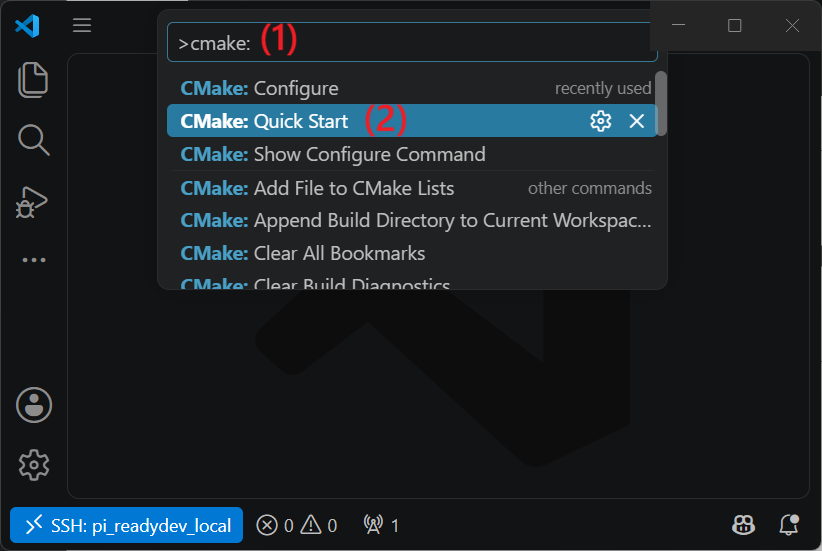 >cmake: (1)
CMake: Configure recently used
CMake: Quick Start (2)
CMake: Show Configure Command
CMake: Add File to CMake Lists other commands
CMake: Append Build Directory to Current Workspac...
CMake: Clear All Bookmarks
CMake: Clear Build Diagnostics
SSH: pi_readydev_local 0 0 1